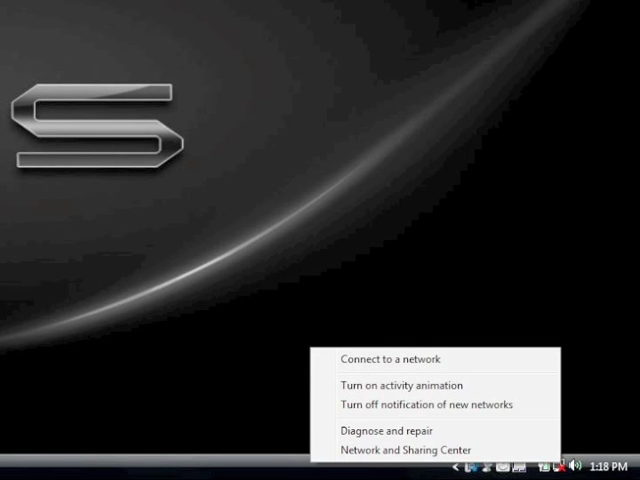 S
Connect to a network
Turn on activity animation
Turn off notification of new networks
Diagnose and repair
Network and Sharing Center
1:18 PM